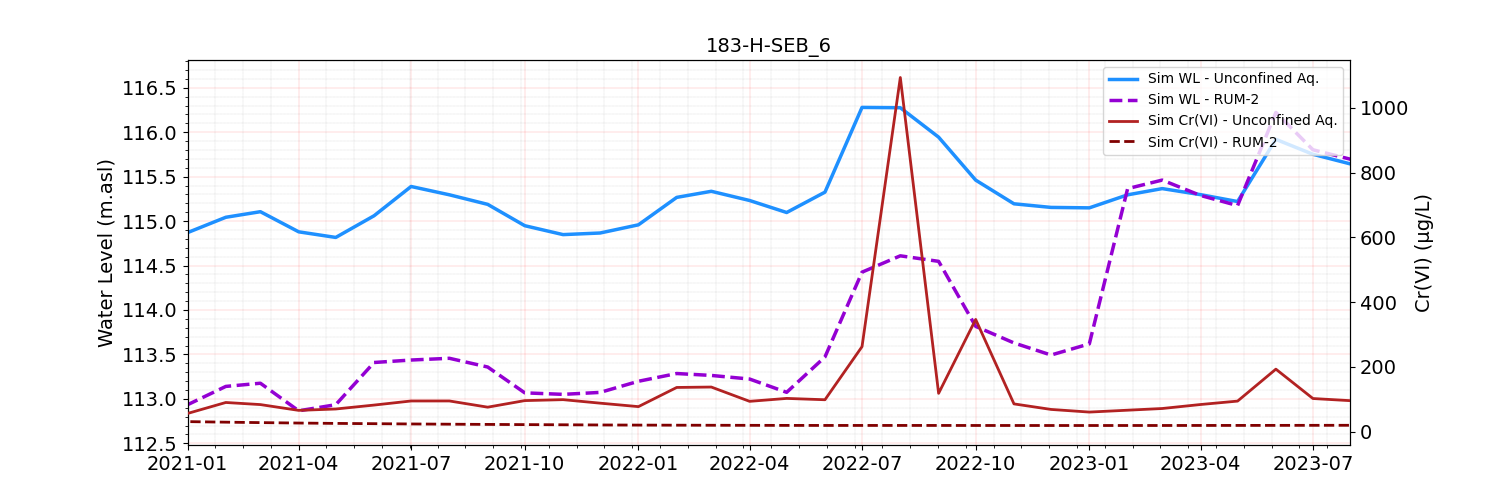 183-H-SEB_6
Water Level (m.asl)
116.5
116.0
115.5
115.0
114.5
114.0
113.5
113.0
112.5
Sim WL - Unconfined Aq.
Sim WL - RUM-2
Sim Cr(VI) - Unconfined Aq.
Sim Cr(VI) - RUM-2
1000
800
600
400
200
0
Cr(VI) (µg/L)
2021-01 2021-04 2021-07 2021-10 2022-01 2022-04 2022-07 2022-10 2023-01 2023-04 2023-07